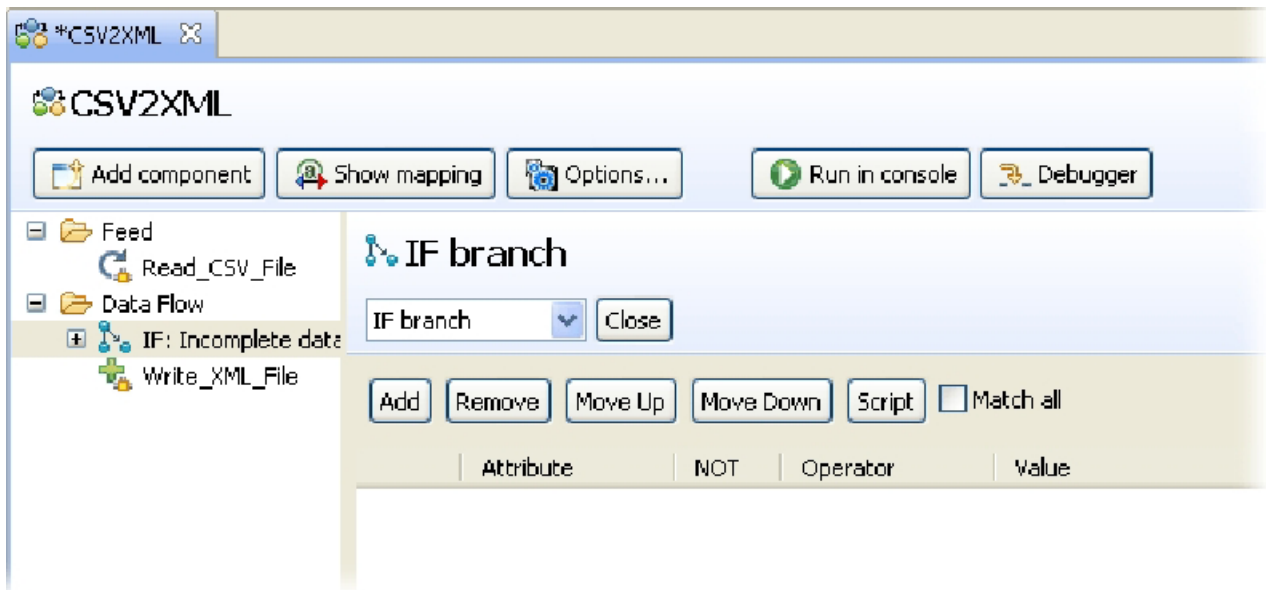 *CSV2XML
CSV2XML
Add component Show mapping Options... Run in console Debugger
Feed
Read_CSV_File
Data Flow
IF: Incomplete data
Write_XML_File
IF branch
IF branch Close
Add Remove Move Up Move Down Script Match all
Attribute NOT Operator Value